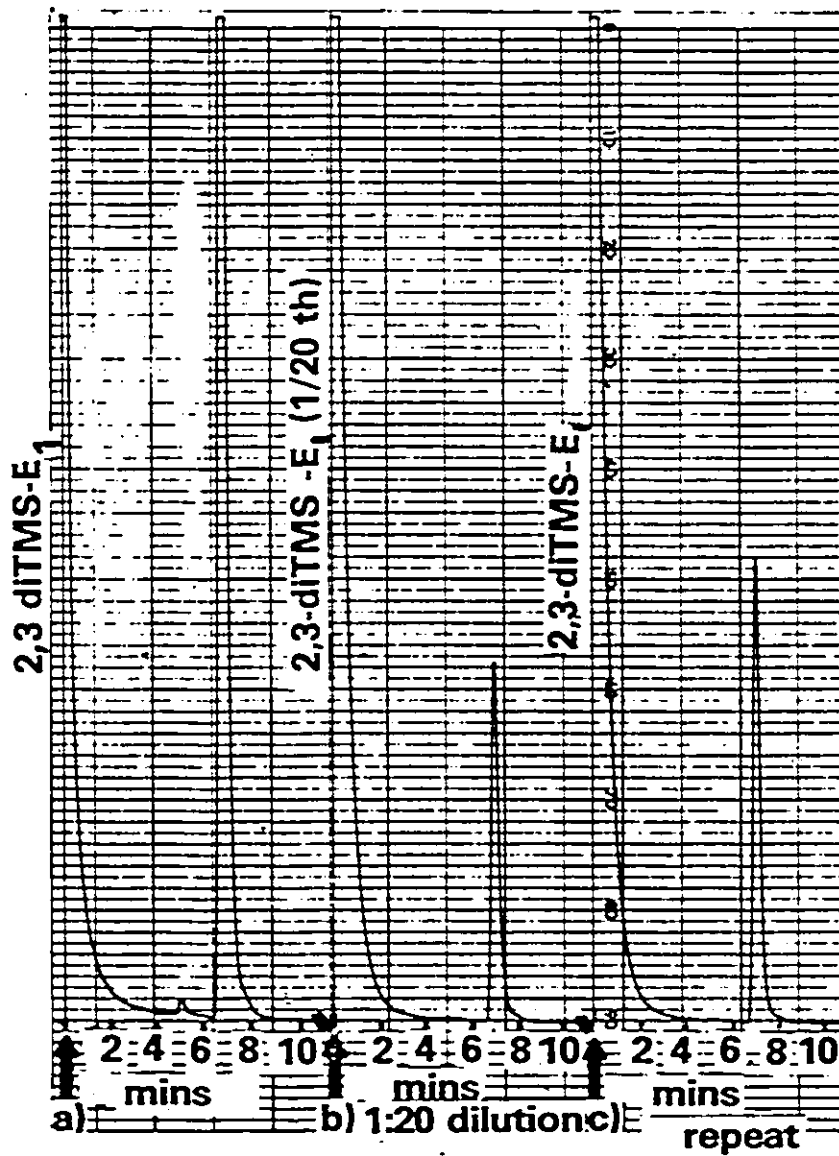 2,3 diTMS-E1
2,3-diTMS-E1 (1/20 th)
2,3-diTMS-E
2 4 6 8 10
2 4 6 8 10
2 4 6 8 10
mins
mins
mins
a)
b) 1:20 dilution
c)
repeat